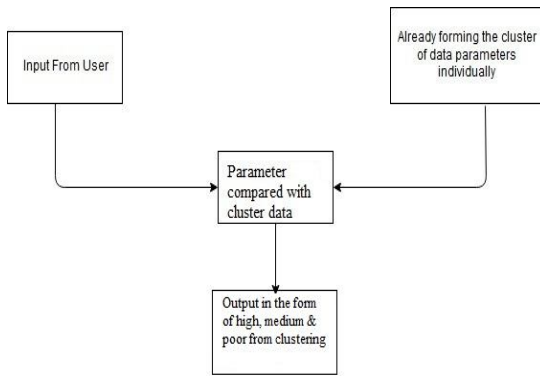 Input From User
Already forming the cluster
of data parameters
individually
Parameter
compared with
cluster data
Output in the form
of high, medium &
poor from clustering